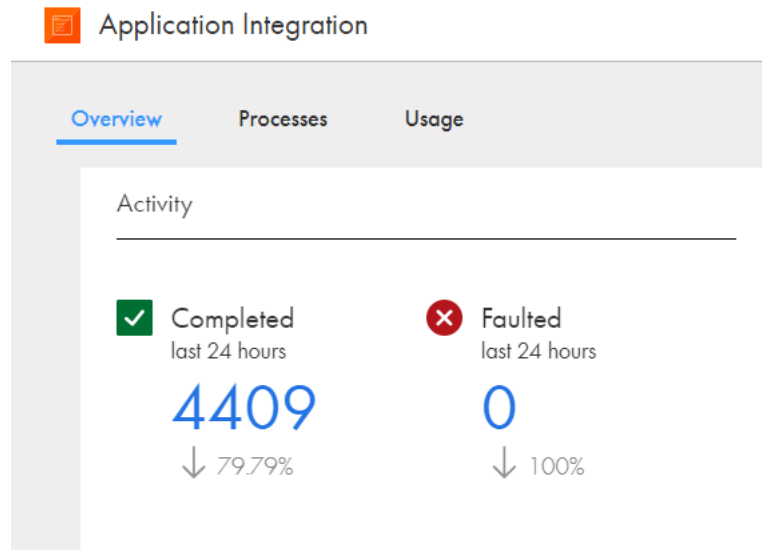 Application Integration
Overview Processes Usage
Activity
Completed
last 24 hours
4409
↓ 79.79%
Faulted
last 24 hours
0
↓ 100%